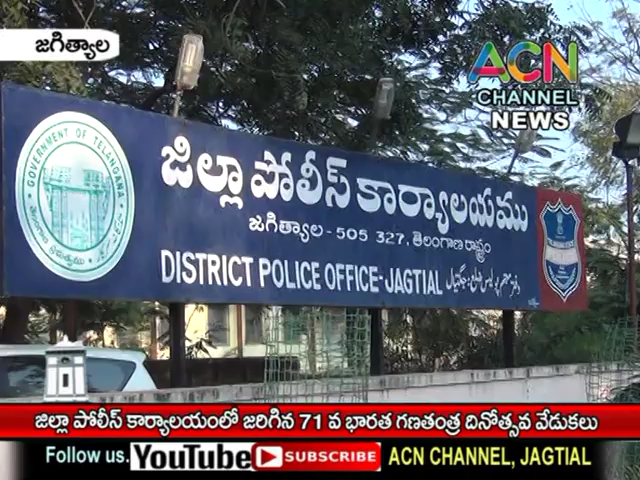 జగిత్యాల
ACN
CHANNEL
NEWS
GOVERNMENT OF TELANGANA
జిల్లా పోలీస్ కార్యాలయము
జగిత్యాల - 505 327, తెలంగాణ రాష్ట్రం
DISTRICT POLICE OFFICE-JAGTIAL
జిల్లా పోలీస్ కార్యాలయంలో జరిగిన 71 వ భారత గణతంత్ర దినోత్సవ వేడుకలు
Follow us. YouTube SUBSCRIBE ACN CHANNEL, JAGTIAL